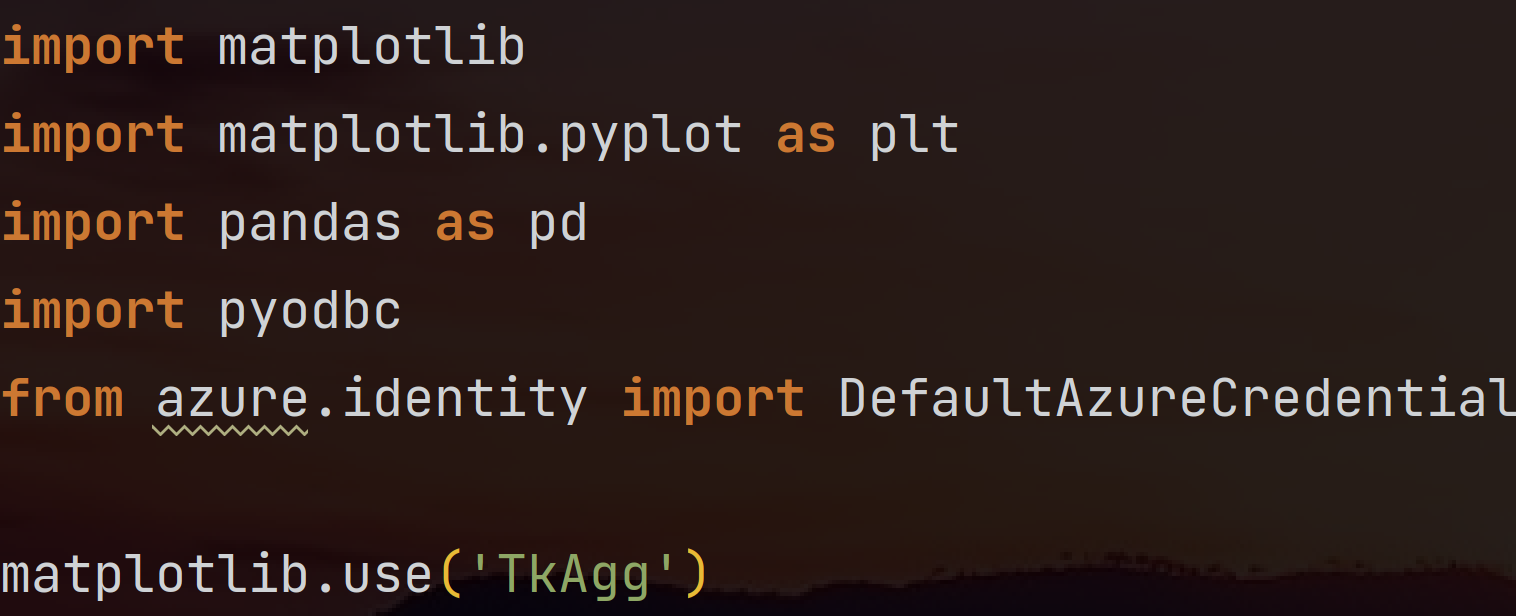 import matplotlib
import matplotlib.pyplot as plt
import pandas as pd
import pyodbc
from azure.identity import DefaultAzureCredential
matplotlib.use('TkAgg')